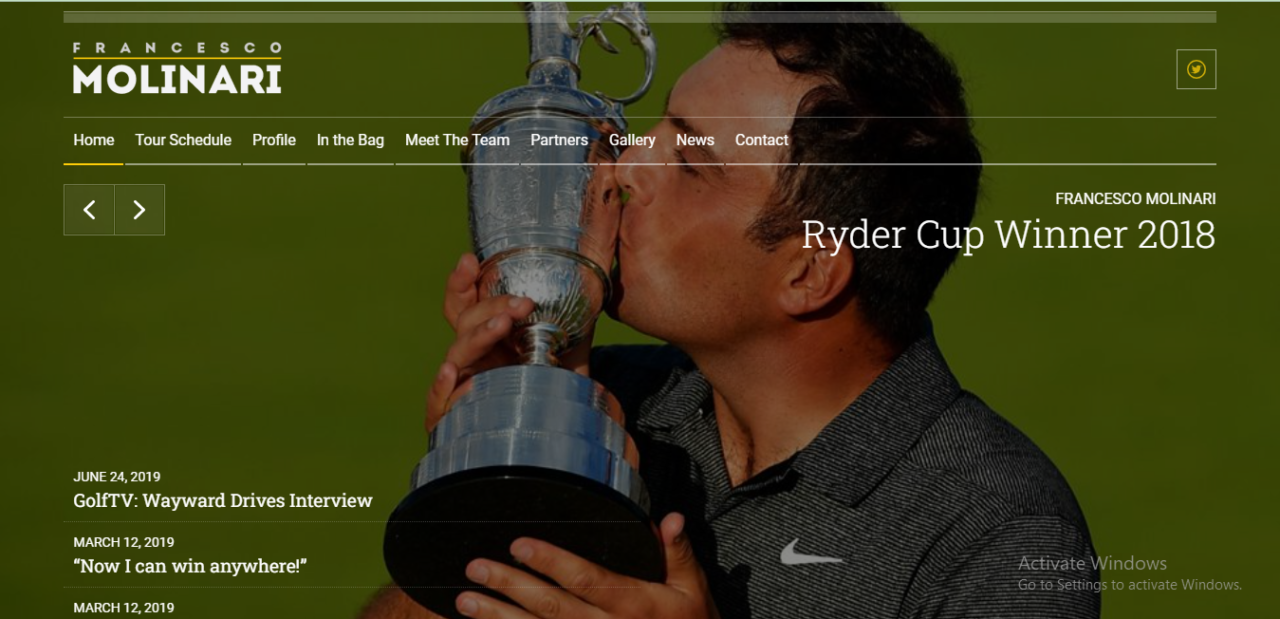 FRANCESCO
MOLINARI
Home Tour Schedule Profile In the Bag Meet The Team Partners Gallery News Contact
FRANCESCO MOLINARI
Ryder Cup Winner 2018
JUNE 24, 2019
GolfTV: Wayward Drives Interview
MARCH 12, 2019
“Now I can win anywhere!”
MARCH 12, 2019
Activate Windows
Go to Settings to activate Windows.